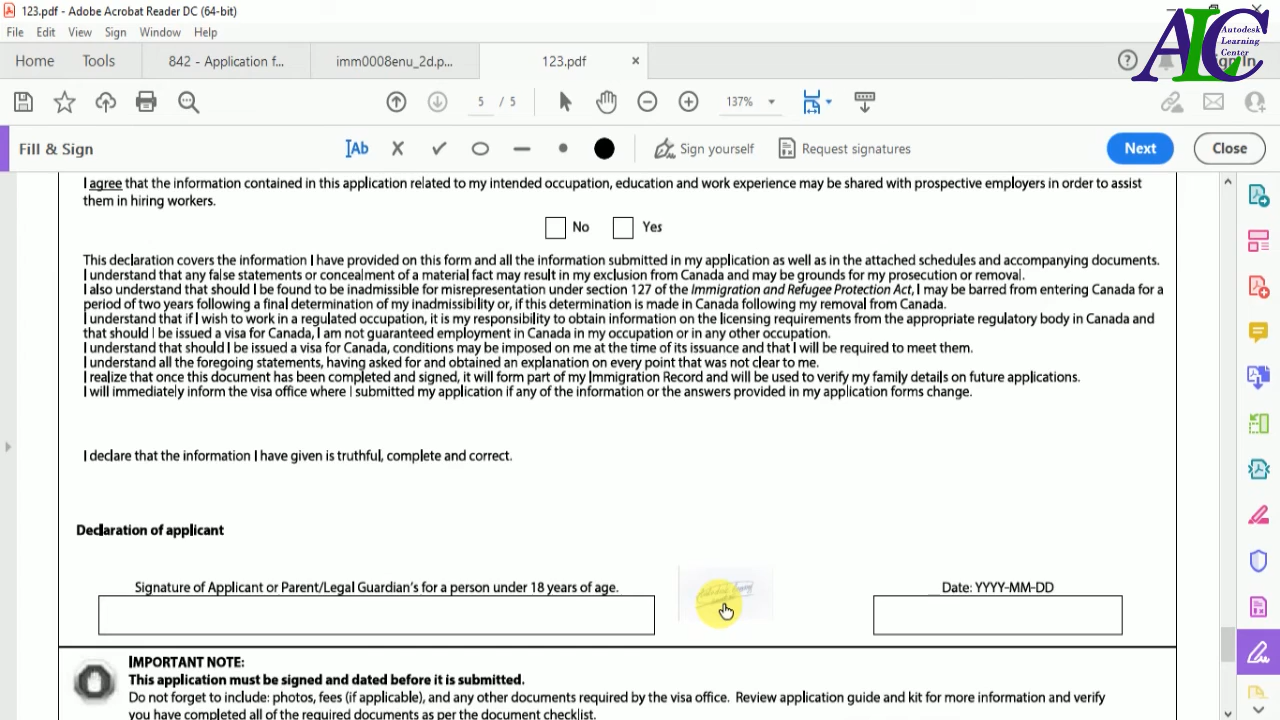 123.pdf - Adobe Acrobat Reader DC (64-bit)
File Edit View Sign Window Help
Home Tools 842 - Application f... imm0008enu_2d.p... 123.pdf × ? Sign In
ALC Autodesk Learning Center
5 / 5 137%
Fill & Sign Ab Sign yourself Request signatures Next Close
I agree that the information contained in this application related to my intended occupation, education and work experience may be shared with prospective employers in order to assist
them in hiring workers.
No Yes
This declaration covers the information I have provided on this form and all the information submitted in my application as well as in the attached schedules and accompanying documents.
I understand that any false statements or concealment of a material fact may result in my exclusion from Canada and may be grounds for my prosecution or removal.
I also understand that should I be found to be inadmissible for misrepresentation under section 127 of the Immigration and Refugee Protection Act, I may be barred from entering Canada for a
period of two years following a final determination of my inadmissibility or, if this determination is made in Canada following my removal from Canada.
I understand that if I wish to work in a regulated occupation, it is my responsibility to obtain information on the licensing requirements from the appropriate regulatory body in Canada and
that should I be issued a visa for Canada, I am not guaranteed employment in Canada in my occupation or in any other occupation.
I understand that should I be issued a visa for Canada, conditions may be imposed on me at the time of its issuance and that I will be required to meet them.
I understand all the foregoing statements, having asked for and obtained an explanation on every point that was not clear to me.
I realize that once this document has been completed and signed, it will form part of my Immigration Record and will be used to verify my family details on future applications.
I will immediately inform the visa office where I submitted my application if any of the information or the answers provided in my application forms change.
I declare that the information I have given is truthful, complete and correct.
Declaration of applicant
Signature of Applicant or Parent/Legal Guardian's for a person under 18 years of age. Date: YYYY-MM-DD
IMPORTANT NOTE:
This application must be signed and dated before it is submitted.
Do not forget to include: photos, fees (if applicable), and any other documents required by the visa office. Review application guide and kit for more information and verify
you have completed all of the required documents as per the document checklist.